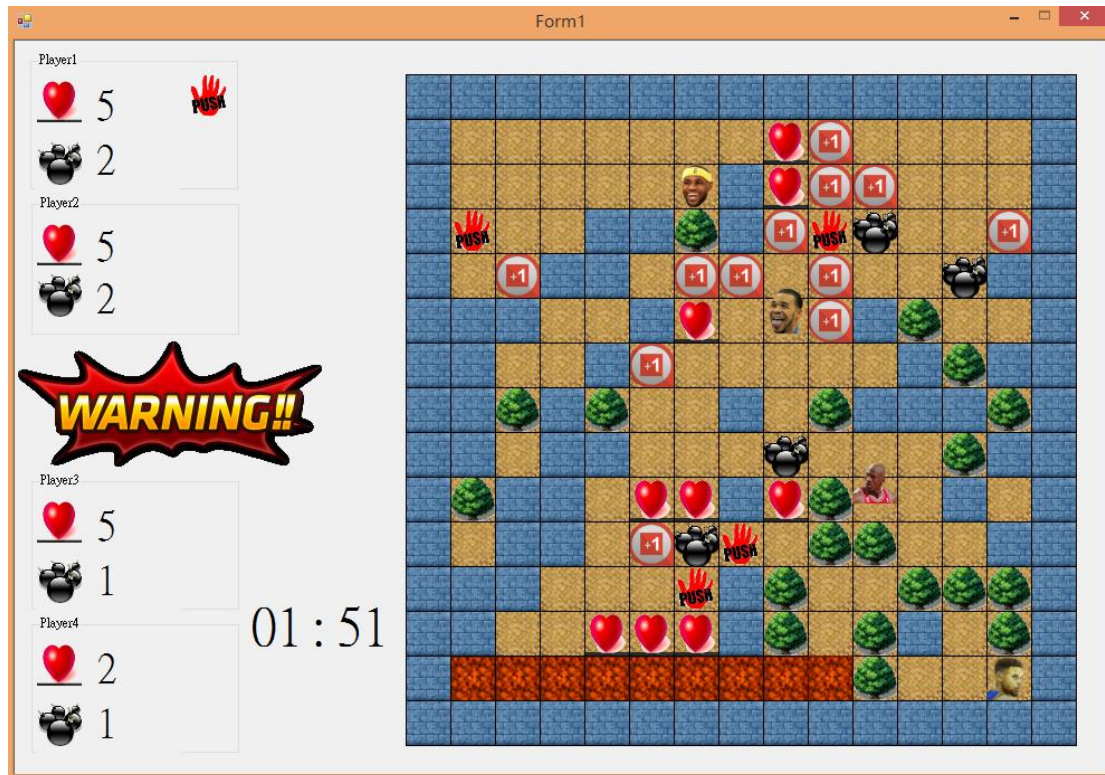 Form1
Player1
5
PUSH
2
Player2
5
2
WARNING!!
Player3
5
1
Player4
2
1
01:51
+1
+1 +1
PUSH +1 PUSH +1
+1 +1 +1 +1
+1
+1
+1 PUSH
PUSH